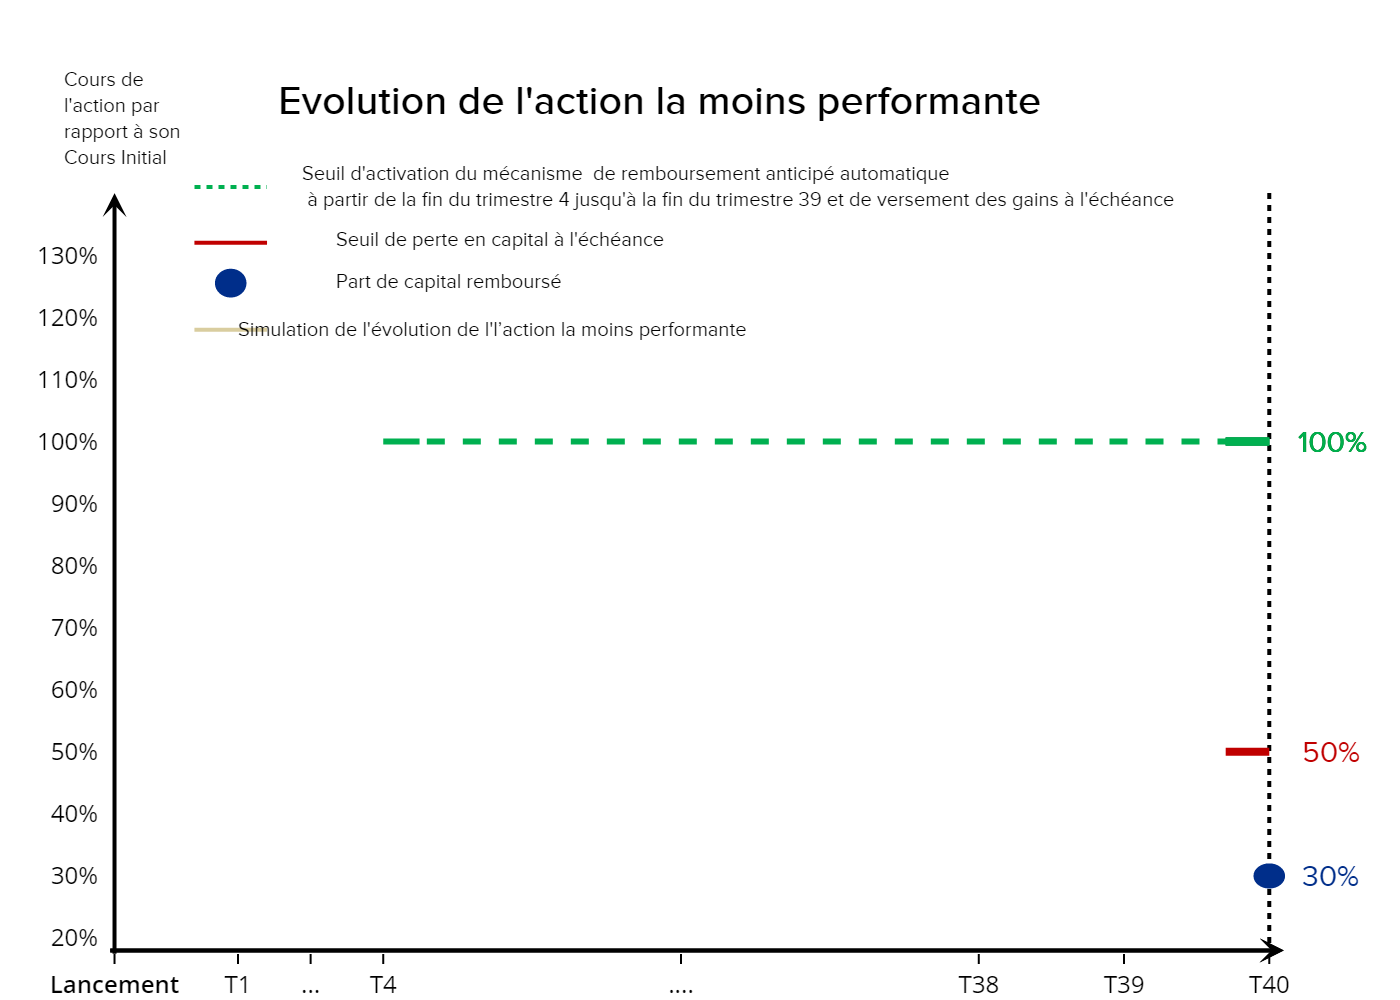 Cours de
l'action par
rapport à son
Cours Initial
Evolution de l'action la moins performante
Seuil d'activation du mécanisme  de remboursement anticipé automatique
à partir de la fin du trimestre 4 jusqu'à la fin du trimestre 39 et de versement des gains à l'échéance
Seuil de perte en capital à l'échéance
Part de capital remboursé
Simulation de l'évolution de l'l’action la moins performante
130%
120%
110%
100%
100%
90%
80%
70%
60%
50%
50%
40%
30%
30%
20%
Lancement T1 ... T4 .... T38 T39 T40